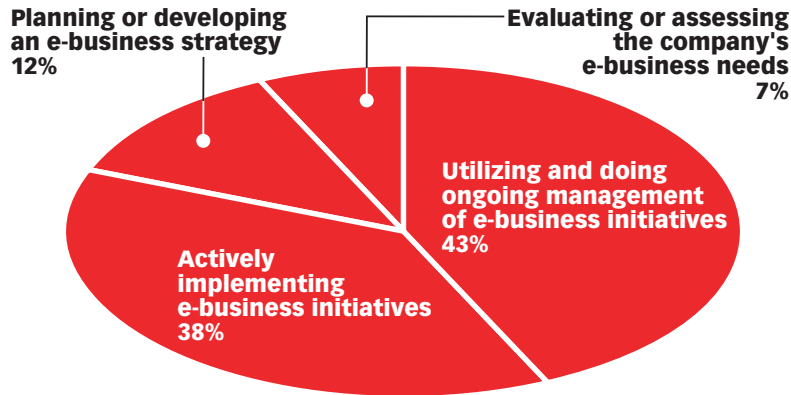 Planning or developing
an e-business strategy
12%
Evaluating or assessing
the company's
e-business needs
7%
Utilizing and doing
ongoing management
of e-business initiatives
43%
Actively
implementing
e-business initiatives
38%